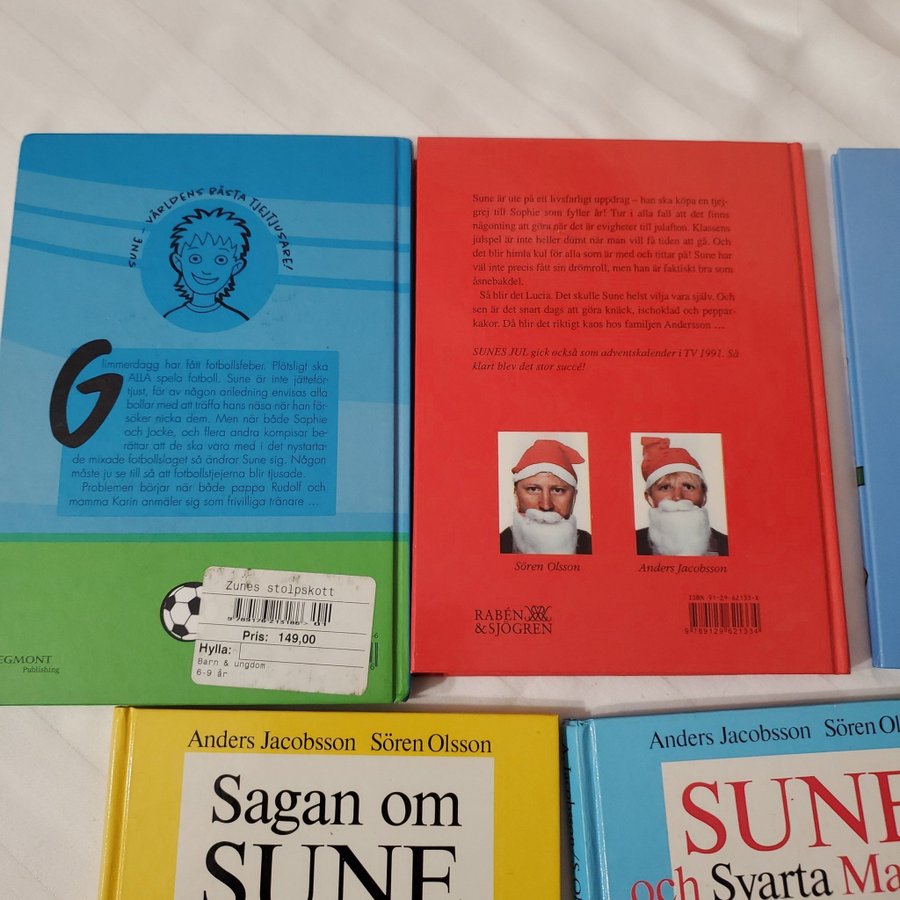 SUNE – VÄRLDENS BÄSTA TJEJTJUSARE!
Glimmerdagg har fått fotbollsfeber. Plötsligt ska
ALLA spela fotboll. Sune är inte jätteför-
tjust, för av någon anledning envisas alla
bollar med att träffa hans näsa när han för-
söker nicka dem. Men när både Sophie
och Jocke, och flera andra kompisar be-
rättar att de ska vara med i det nystarta-
de mixade fotbollslaget så ändrar Sune sig. Någon
måste ju se till så att fotbollstjejerna blir tjusade.
Problemen börjar när både pappa Rudolf och
mamma Karin anmäler sig som frivilliga tränare ...
Zunes stolpskott
Pris: 149,00
Hylla:
Barn & ungdom
6-9 år
EGMONT
Publishing
Sune är ute på ett livsfarligt uppdrag – han ska köpa en tjej-
grej till Sophie som fyller år! Tur i alla fall att det finns
någonting att göra när det är evigheter till julafton. Klassens
julspel är inte heller dumt när man vill få tiden att gå. Och
det blir himla kul för alla som är med och tittar på! Sune har
väl inte precis fått sin drömroll, men han är faktiskt bra som
åsnebakdel.
Så blir det Lucia. Det skulle Sune helst vilja vara själv. Och
sen är det snart dags att göra knäck, ischoklad och peppar-
kakor. Då blir det riktigt kaos hos familjen Andersson ...
SUNES JUL gick också som adventskalender i TV 1991. Så
klart blev det stor succé!
Sören Olsson
Anders Jacobsson
RABÉN
& SJÖGREN
ISBN 91-29-62133-X
9 789129 621334
Anders Jacobsson Sören Olsson
Sagan om
SUNE
Anders Jacobsson Sören Ol
SUNE
och Svarta Ma